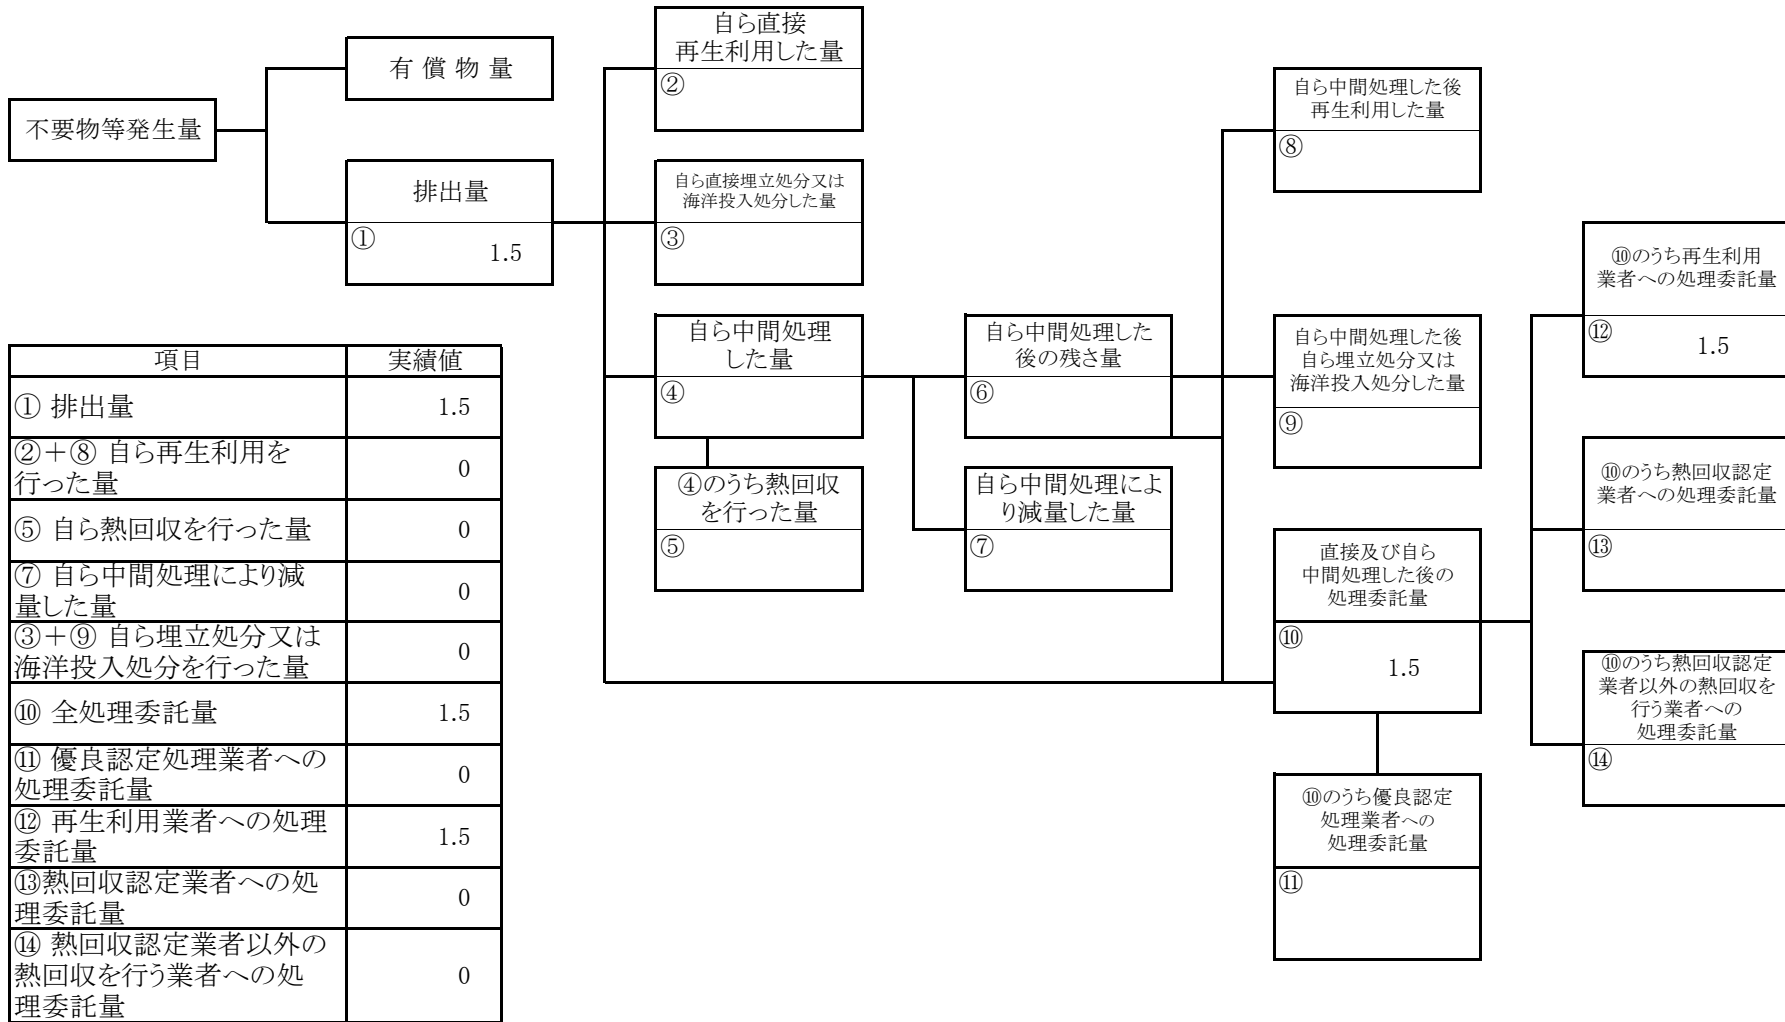 不要物等発生量
有 償 物 量
排出量
①
1.5
自ら直接
再生利用した量
②
自ら直接埋立処分又は
海洋投入処分した量
③
自ら中間処理
した量
④
④のうち熱回収
を行った量
⑤
自ら中間処理した
後の残さ量
⑥
自ら中間処理によ
り減量した量
⑦
自ら中間処理した後
再生利用した量
⑧
自ら中間処理した後
自ら埋立処分又は
海洋投入処分した量
⑨
直接及び自ら
中間処理した後の
処理委託量
⑩
1.5
⑩のうち優良認定
処理業者への
処理委託量
⑪
⑩のうち再生利用
業者への処理委託量
⑫
1.5
⑩のうち熱回収認定
業者への処理委託量
⑬
⑩のうち熱回収認定
業者以外の熱回収を
行う業者への
処理委託量
⑭
項目 実績値
① 排出量 1.5
②＋⑧ 自ら再生利用を
行った量 0
⑤ 自ら熱回収を行った量 0
⑦ 自ら中間処理により減
量した量 0
③＋⑨ 自ら埋立処分又は
海洋投入処分を行った量 0
⑩ 全処理委託量 1.5
⑪ 優良認定処理業者への
処理委託量 0
⑫ 再生利用業者への処理
委託量 1.5
⑬熱回収認定業者への処
理委託量 0
⑭ 熱回収認定業者以外の
熱回収を行う業者への処
理委託量 0